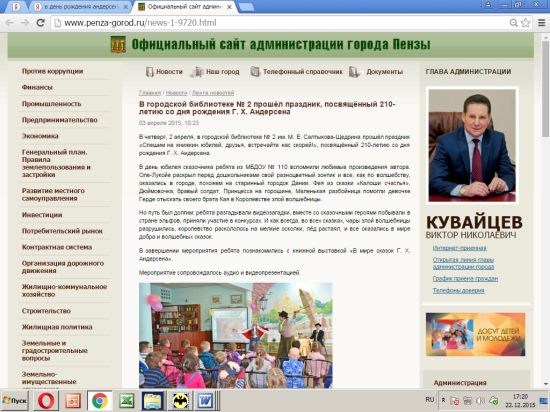 в день рождения андерсен
Официальный сайт админи
www.penza-gorod.ru/news-1-9720.html
Официальный сайт администрации города Пензы
Новости
Наш город
Телефонный справочник
Документы
Против коррупции
Финансы
Промышленность
Предпринимательство
Экономика
Генеральный план.
Правила
землепользования и
застройки
Развитие местного
самоуправления
Инвестиции
Потребительский рынок
Контрактная система
Организация дорожного
движения
Жилищно-коммунальное
хозяйство
Строительство
Жилищная политика
Земельные и
градостроительные
вопросы
Земельно-
имущественные
Главная / Новости / Лента новостей
В городской библиотеке № 2 прошёл праздник, посвящённый 210-
летию со дня рождения Г. Х. Андерсена
03 апреля 2015, 10:23
В четверг, 2 апреля, в городской библиотеке № 2 им. М. Е. Салтыкова-Щедрина прошёл праздник
«Спешим на книжкин юбилей, друзья, встречайте нас скорей!», посвящённый 210-летию со дня
рождения Г. Х. Андерсена.
В день юбилея сказочника ребята из МБДОУ № 110 вспомнили любимые произведения автора.
Оле-Лукойе раскрыл перед дошкольниками свой разноцветный зонтик и все, как по волшебству,
оказались в городе, похожем на старинный городок Дании. Фея из сказки «Калоши счастья»,
Дюймовочка, бравый солдат, Принцесса на горошине, Маленькая разбойница помогли девочке
Герде отыскать своего брата Кая в Королевстве злой волшебницы.
Но путь был долгим: ребята разгадывали видеозагадки, вместе со сказочными героями побывали в
стране эльфов, приняли участие в конкурсах. И как всегда, во всех сказках, чары злой волшебницы
разрушились, королевство раскололось на мелкие осколки, лёд растаял, и все оказались в мире
добра и волшебных сказок.
В завершении мероприятия ребята познакомились с книжной выставкой «В мире сказок Г. Х.
Андерсена».
Мероприятие сопровождалось аудио и видеопрезентацией.
ГЛАВА АДМИНИСТРАЦИИ
КУВАЙЦЕВ
ВИКТОР НИКОЛАЕВИЧ
Интернет-приемная
Открытая линия главы
администрации города
График приема граждан
Телефоны доверия
ДОСУГ ДЕТЕЙ
И МОЛОДЕЖИ
Администрация
Пуск
RU
17:20
22.12.2015